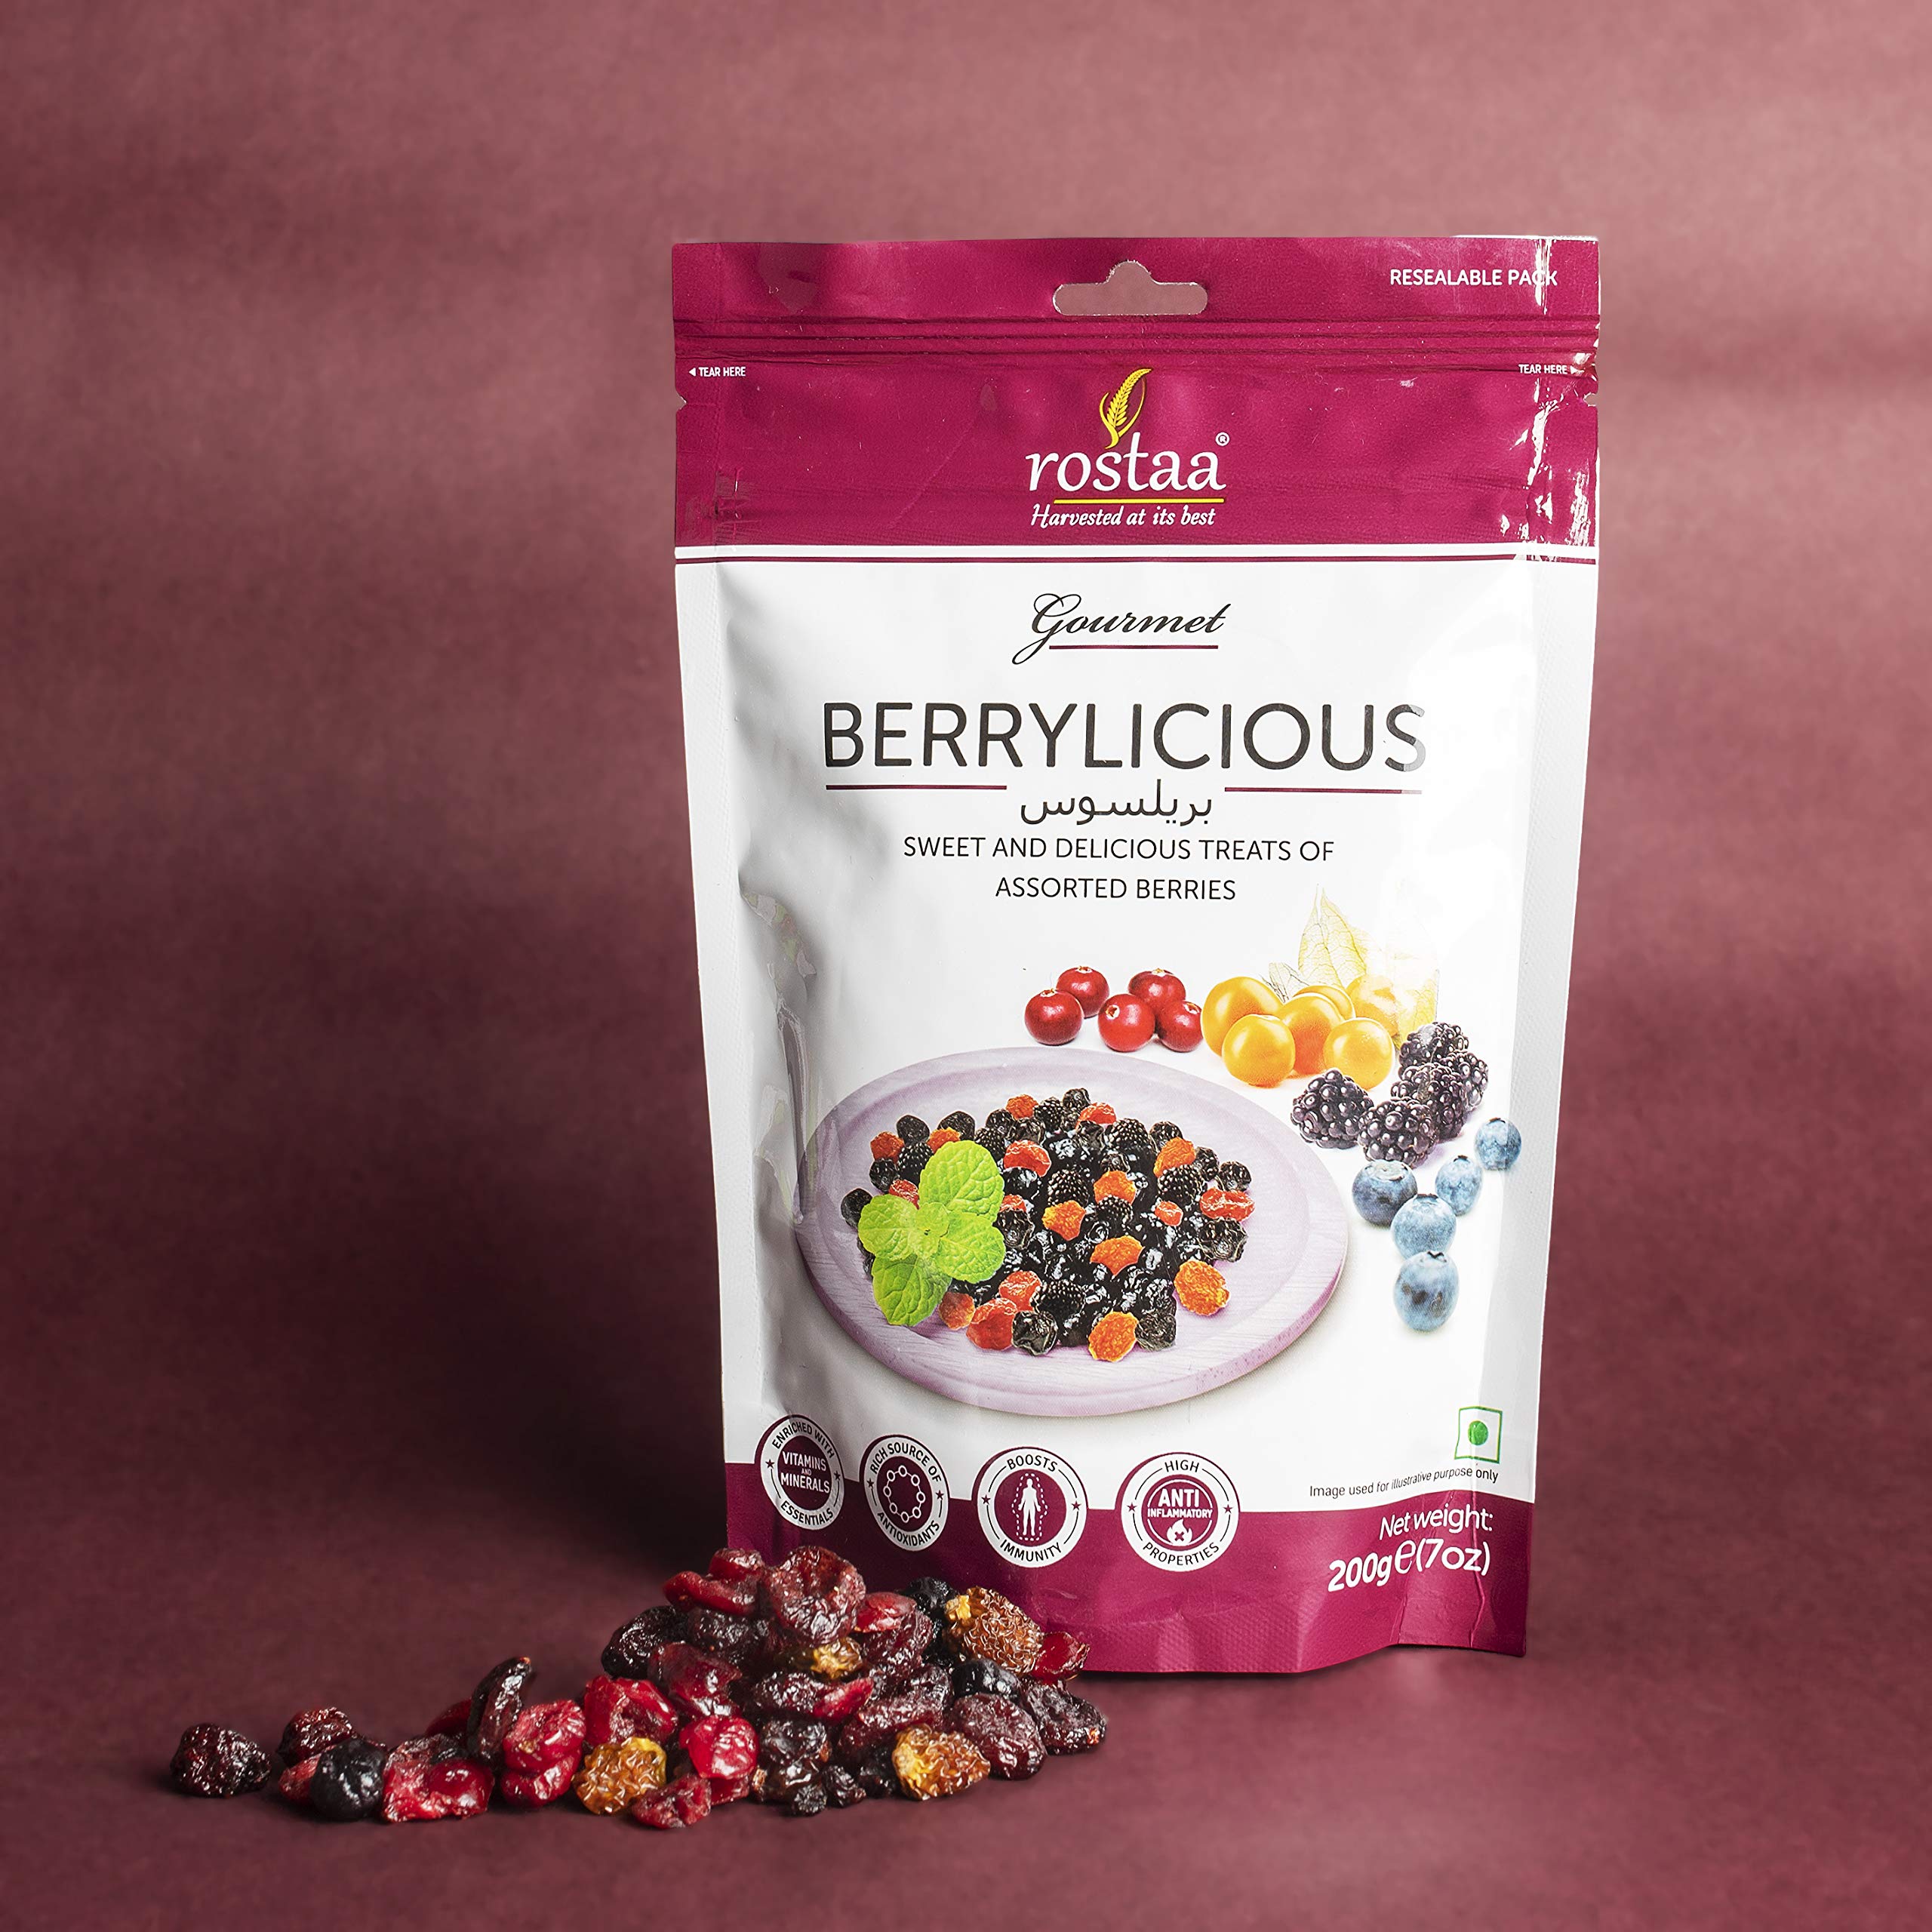 RESEALABLE PACK
TEAR HERE
TEAR HERE
rostaa®
Harvested at its best
Gourmet
BERRYLICIOUS
بريلسوس
SWEET AND DELICIOUS TREATS OF
ASSORTED BERRIES
ENRICHED WITH
VITAMINS
AND
MINERALS
ESSENTIALS
RICH SOURCE OF
ANTIOXIDANTS
BOOSTS
IMMUNITY
HIGH
ANTI
INFLAMMATORY
PROPERTIES
Image used for illustrative purpose only
Net weight:
200g℮(7oz)